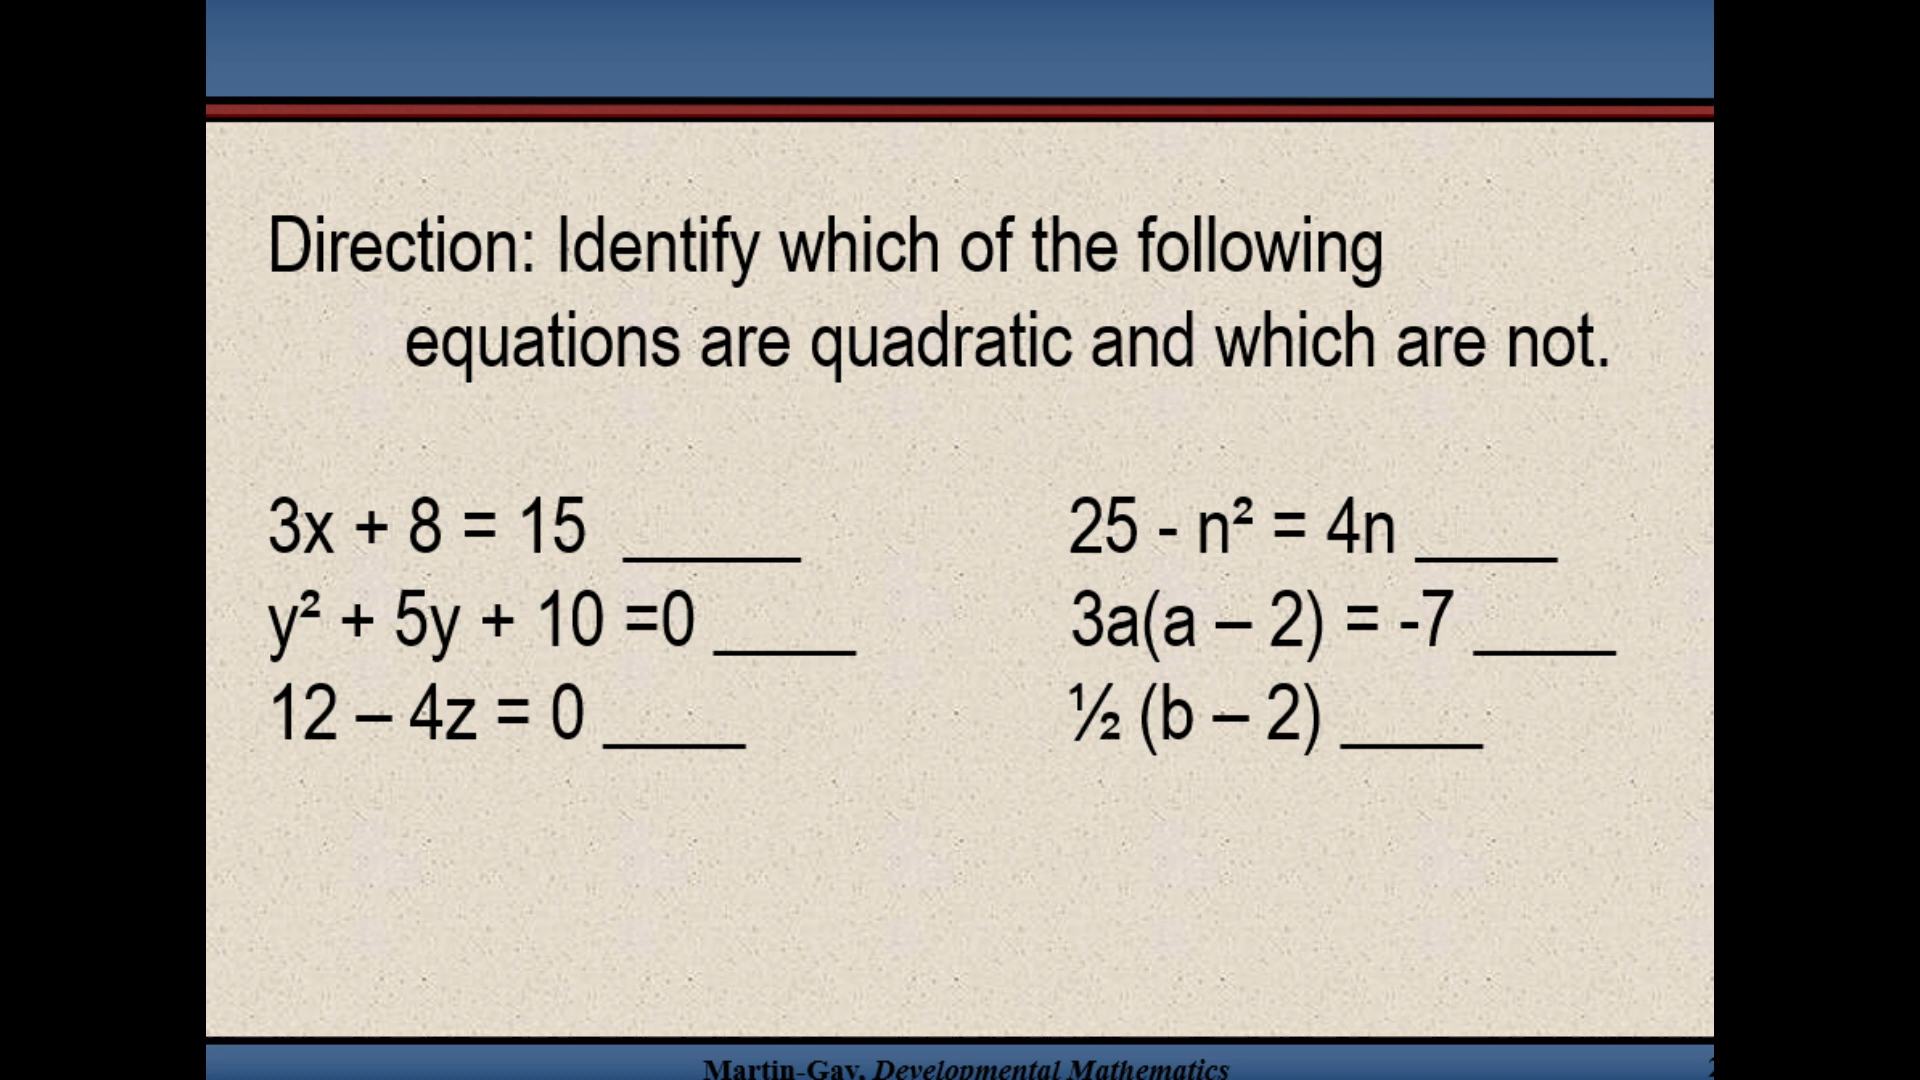 Direction: Identify which of the following
equations are quadratic and which are not.
3x + 8 = 15 _____
y² + 5y + 10 =0 ____
12 – 4z = 0 ____
25 - n² = 4n ____
3a(a – 2) = -7 ____
½ (b – 2) ____
Martin-Gay, Developmental Mathematics